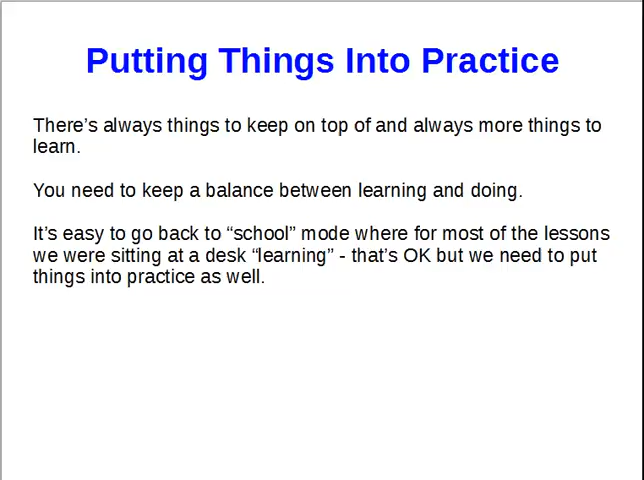 Putting Things Into Practice
There’s always things to keep on top of and always more things to
learn.
You need to keep a balance between learning and doing.
It’s easy to go back to “school” mode where for most of the lessons
we were sitting at a desk “learning” - that’s OK but we need to put
things into practice as well.